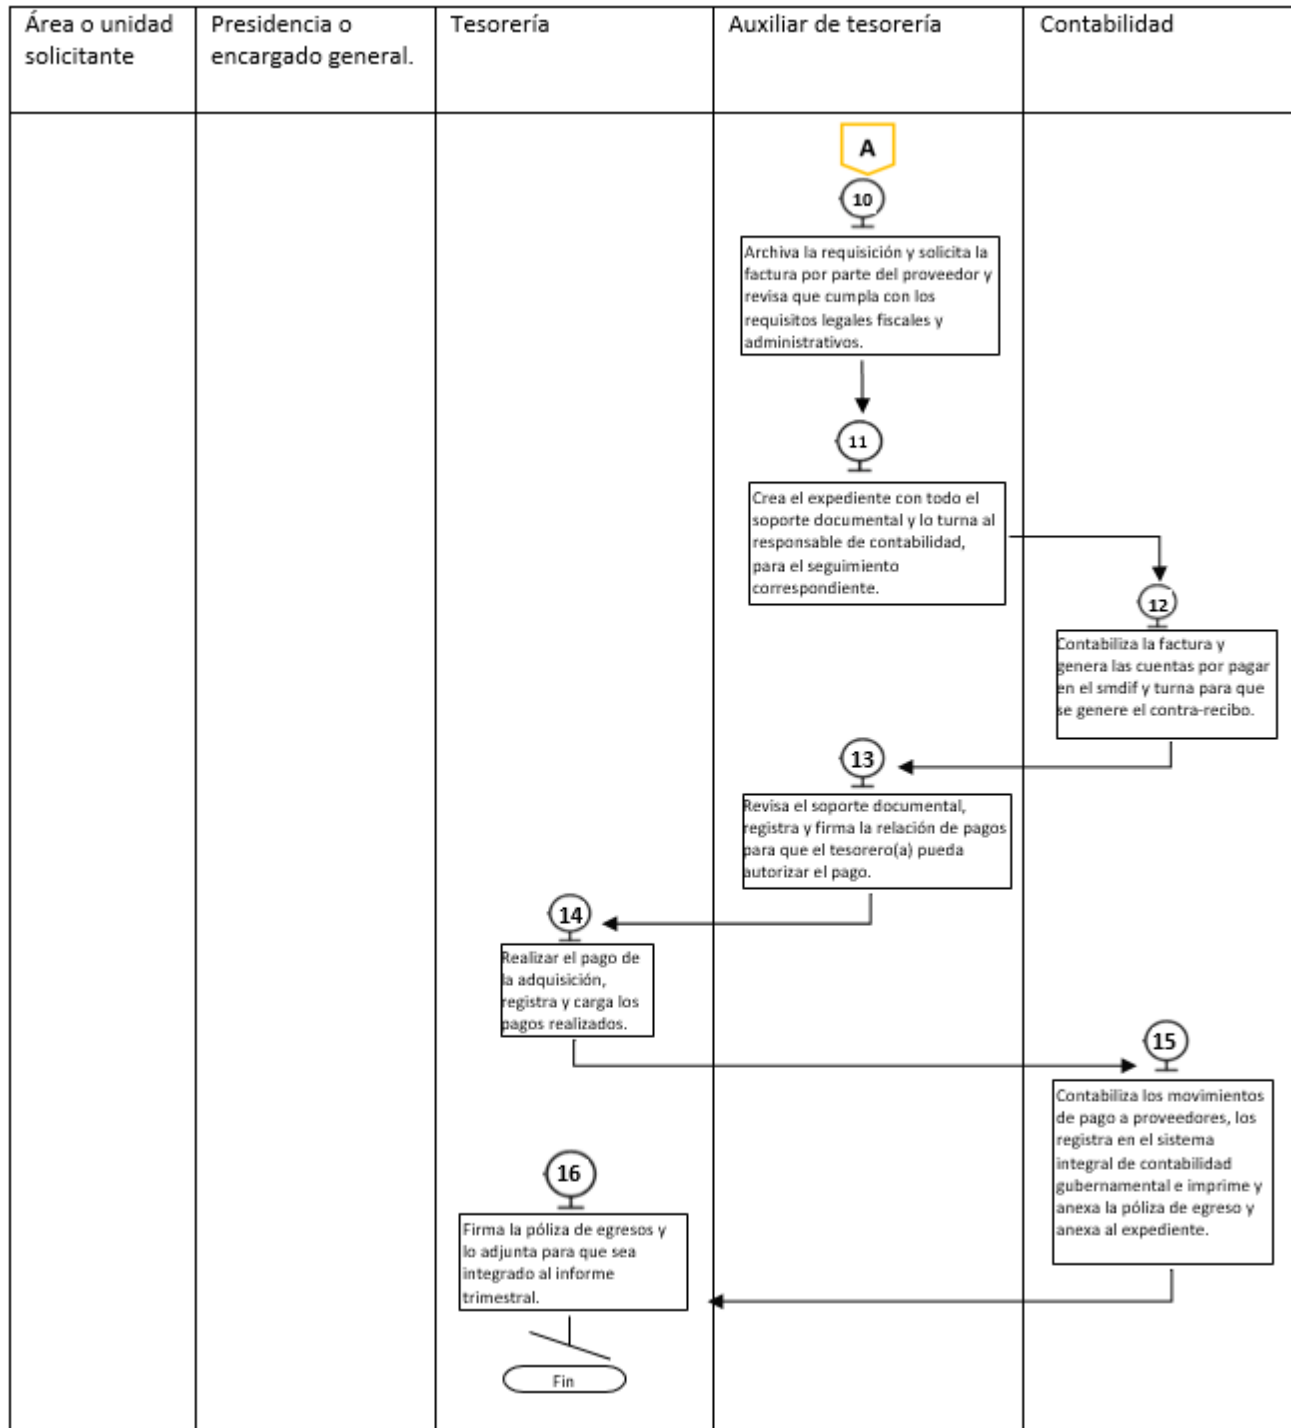 Área o unidad
solicitante
Presidencia o
encargado general.
Tesorería
Auxiliar de tesorería
Contabilidad
A
10
Archiva la requisición y solicita la
factura por parte del proveedor y
revisa que cumpla con los
requisitos legales fiscales y
administrativos.
11
Crea el expediente con todo el
soporte documental y lo turna al
responsable de contabilidad,
para el seguimiento
correspondiente.
12
Contabiliza la factura y
genera las cuentas por pagar
en el smdif y turna para que
se genere el contra-recibo.
13
Revisa el soporte documental,
registra y firma la relación de pagos
para que el tesorero(a) pueda
autorizar el pago.
14
Realizar el pago de
la adquisición,
registra y carga los
pagos realizados.
15
Contabiliza los movimientos
de pago a proveedores, los
registra en el sistema
integral de contabilidad
gubernamental e imprime y
anexa la póliza de egreso y
anexa al expediente.
16
Firma la póliza de egresos y
lo adjunta para que sea
integrado al informe
trimestral.
Fin